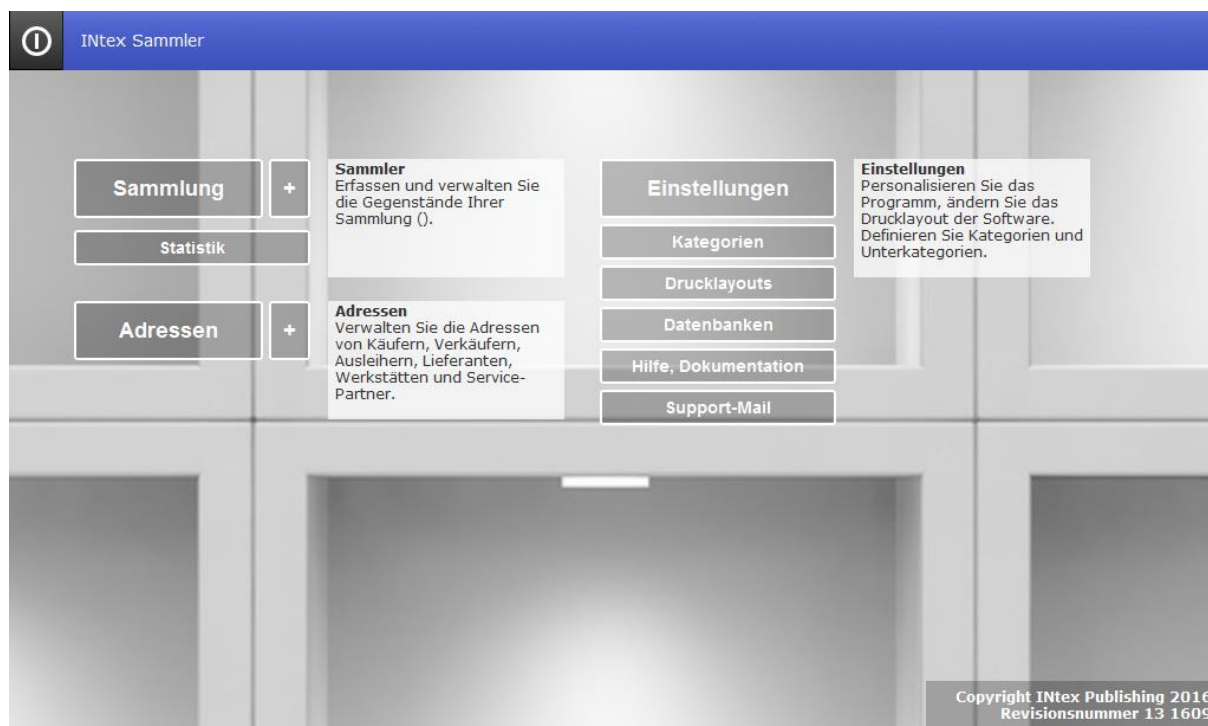 INtex Sammler
Sammlung
+
Sammler
Erfassen und verwalten Sie
die Gegenstände Ihrer
Sammlung ().
Statistik
Adressen
+
Adressen
Verwalten Sie die Adressen
von Käufern, Verkäufern,
Ausleihern, Lieferanten,
Werkstätten und Service-
Partner.
Einstellungen
Kategorien
Drucklayouts
Datenbanken
Hilfe, Dokumentation
Support-Mail
Einstellungen
Personalisieren Sie das
Programm, ändern Sie das
Drucklayout der Software.
Definieren Sie Kategorien und
Unterkategorien.
Copyright INtex Publishing 2016
Revisionsnummer 13 1609